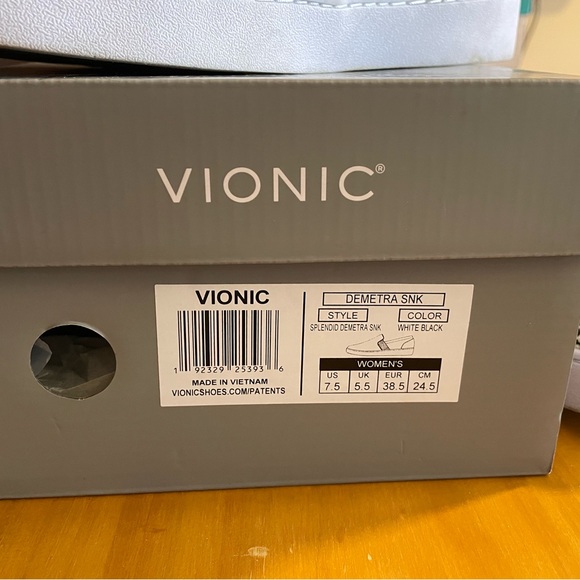 VIONIC®
VIONIC
1 92329 25393 6
MADE IN VIETNAM
VIONICSHOES.COM/PATENTS
DEMETRA SNK
STYLE COLOR
SPLENDID DEMETRA SNK WHITE BLACK
WOMEN'S
US UK EUR CM
7.5 5.5 38.5 24.5